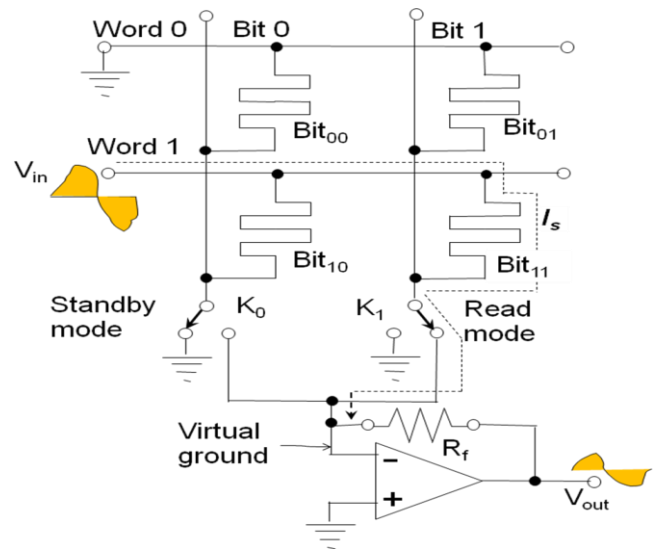 Word 0 Bit 0 Bit 1
Bit00 Bit01
Word 1
Vin
Is
Bit10 Bit11
Standby mode K0 K1 Read mode
Virtual ground
Rf
−
+
Vout